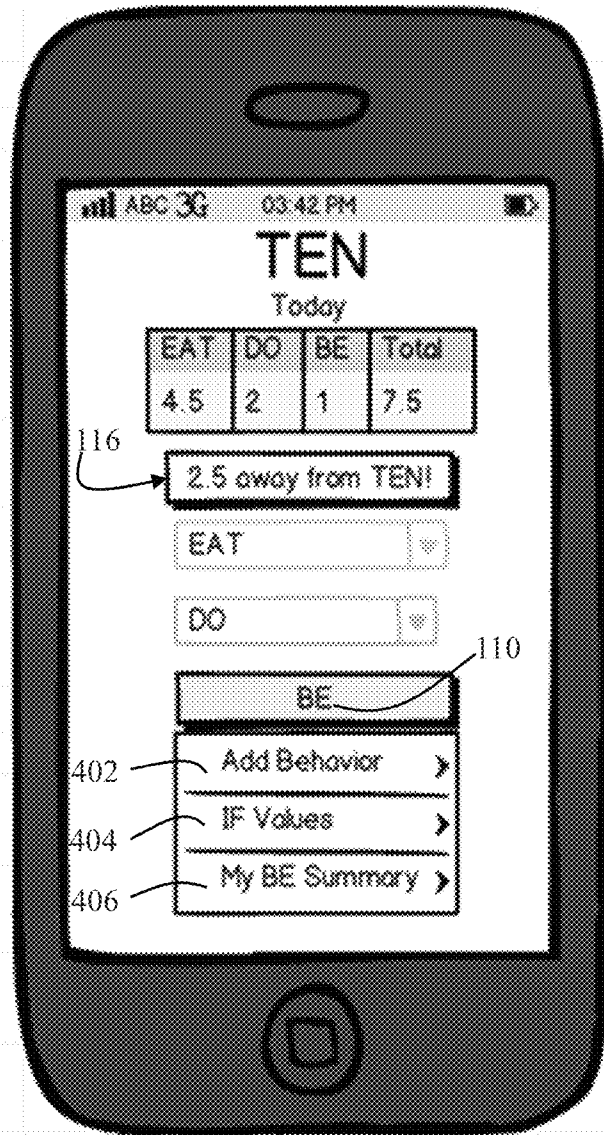 ABC 3G 03:42 PM
TEN
Today
EAT DO BE Total
4.5 2 1 7.5
116
2.5 away from TEN!
EAT
DO
110
BE
402 Add Behavior
404 IF Values
406 My BE Summary